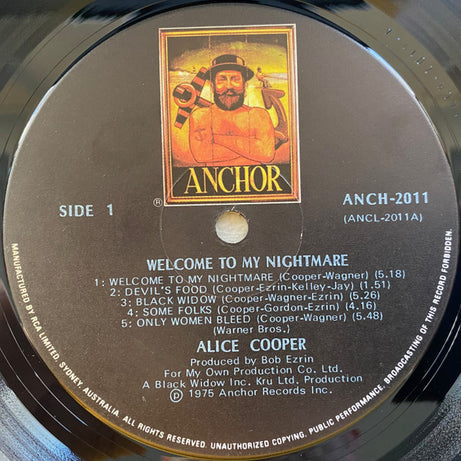 ANCHOR
®
SIDE 1
ANCH-2011
(ANCL-2011A)
WELCOME TO MY NIGHTMARE
1: WELCOME TO MY NIGHTMARE (Cooper-Wagner) (5.18)
2: DEVIL'S FOOD (Cooper-Ezrin-Kelley-Jay) (1.51)
3: BLACK WIDOW (Cooper-Wagner-Ezrin) (5.26)
4: SOME FOLKS (Cooper-Gordon-Ezrin) (4.16)
5: ONLY WOMEN BLEED (Cooper-Wagner) (5.48)
(Warner Bros.)
ALICE COOPER
Produced by Bob Ezrin
For My Own Production Co. Ltd.
A Black Widow Inc. Kru Ltd. Production
Ⓟ 1975 Anchor Records Inc.
MANUFACTURED BY RCA LIMITED, SYDNEY, AUSTRALIA. ALL RIGHTS RESERVED. UNAUTHORIZED COPYING, PUBLIC PERFORMANCE, BROADCASTING OF THIS RECORD FORBIDDEN.